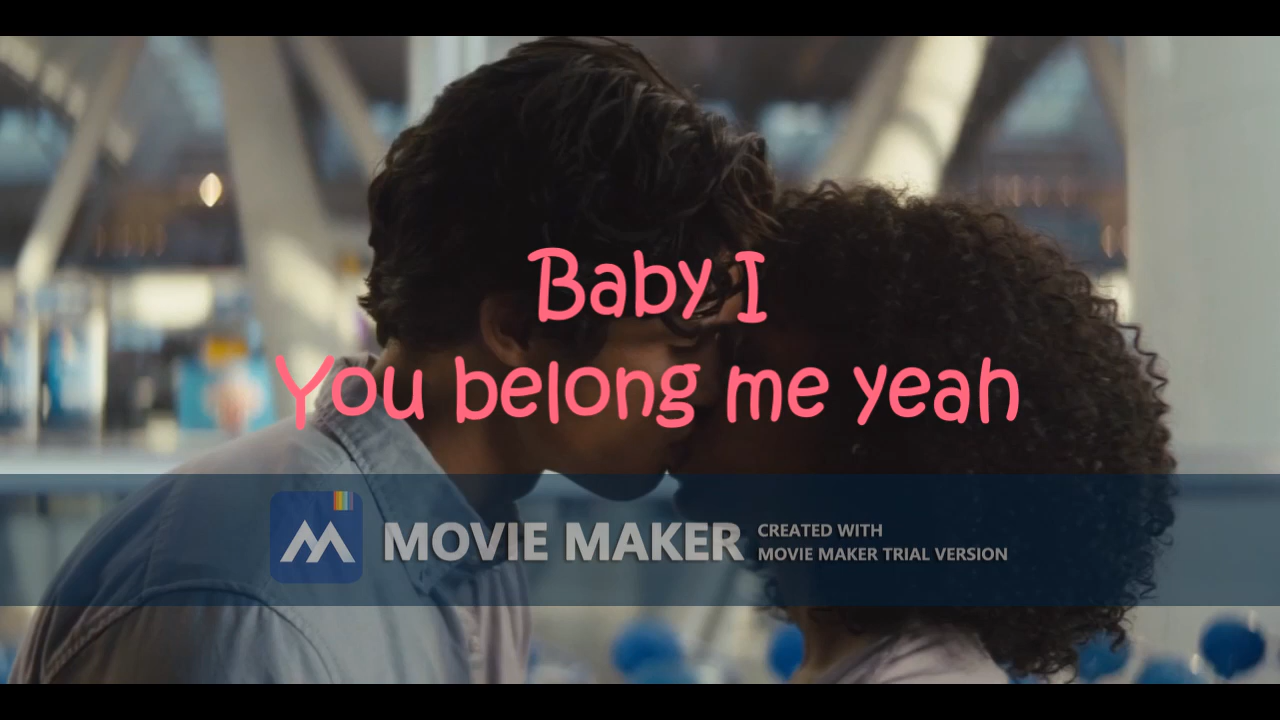 Baby I
You belong me yeah
MOVIE MAKER
CREATED WITH
MOVIE MAKER TRIAL VERSION